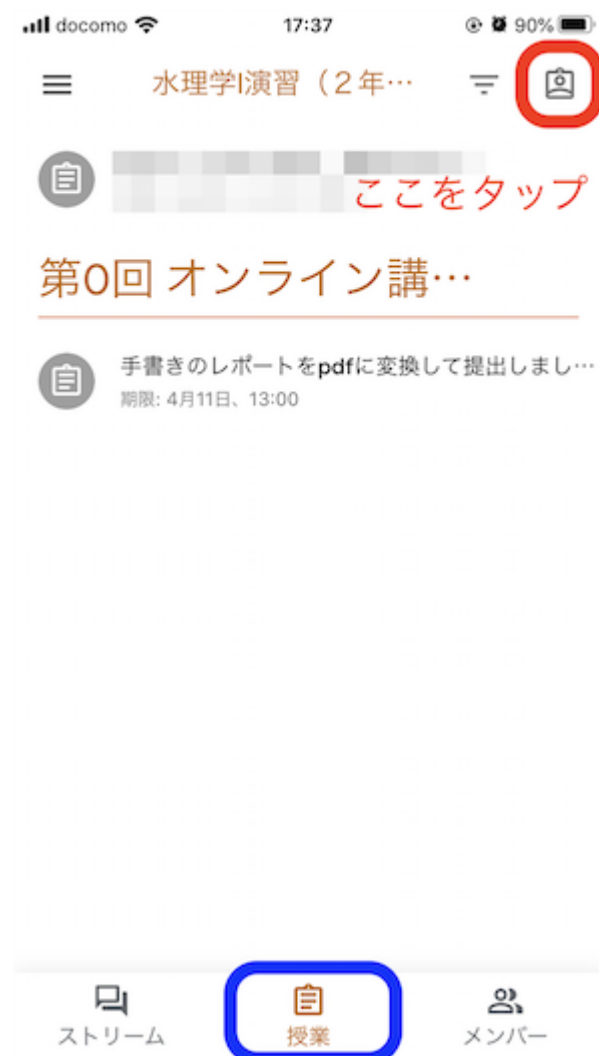 docomo 17:37 90%
水理学I演習（２年…
ここをタップ
第0回 オンライン講…
手書きのレポートをpdfに変換して提出しまし…
期限: 4月11日、13:00
ストリーム 授業 メンバー